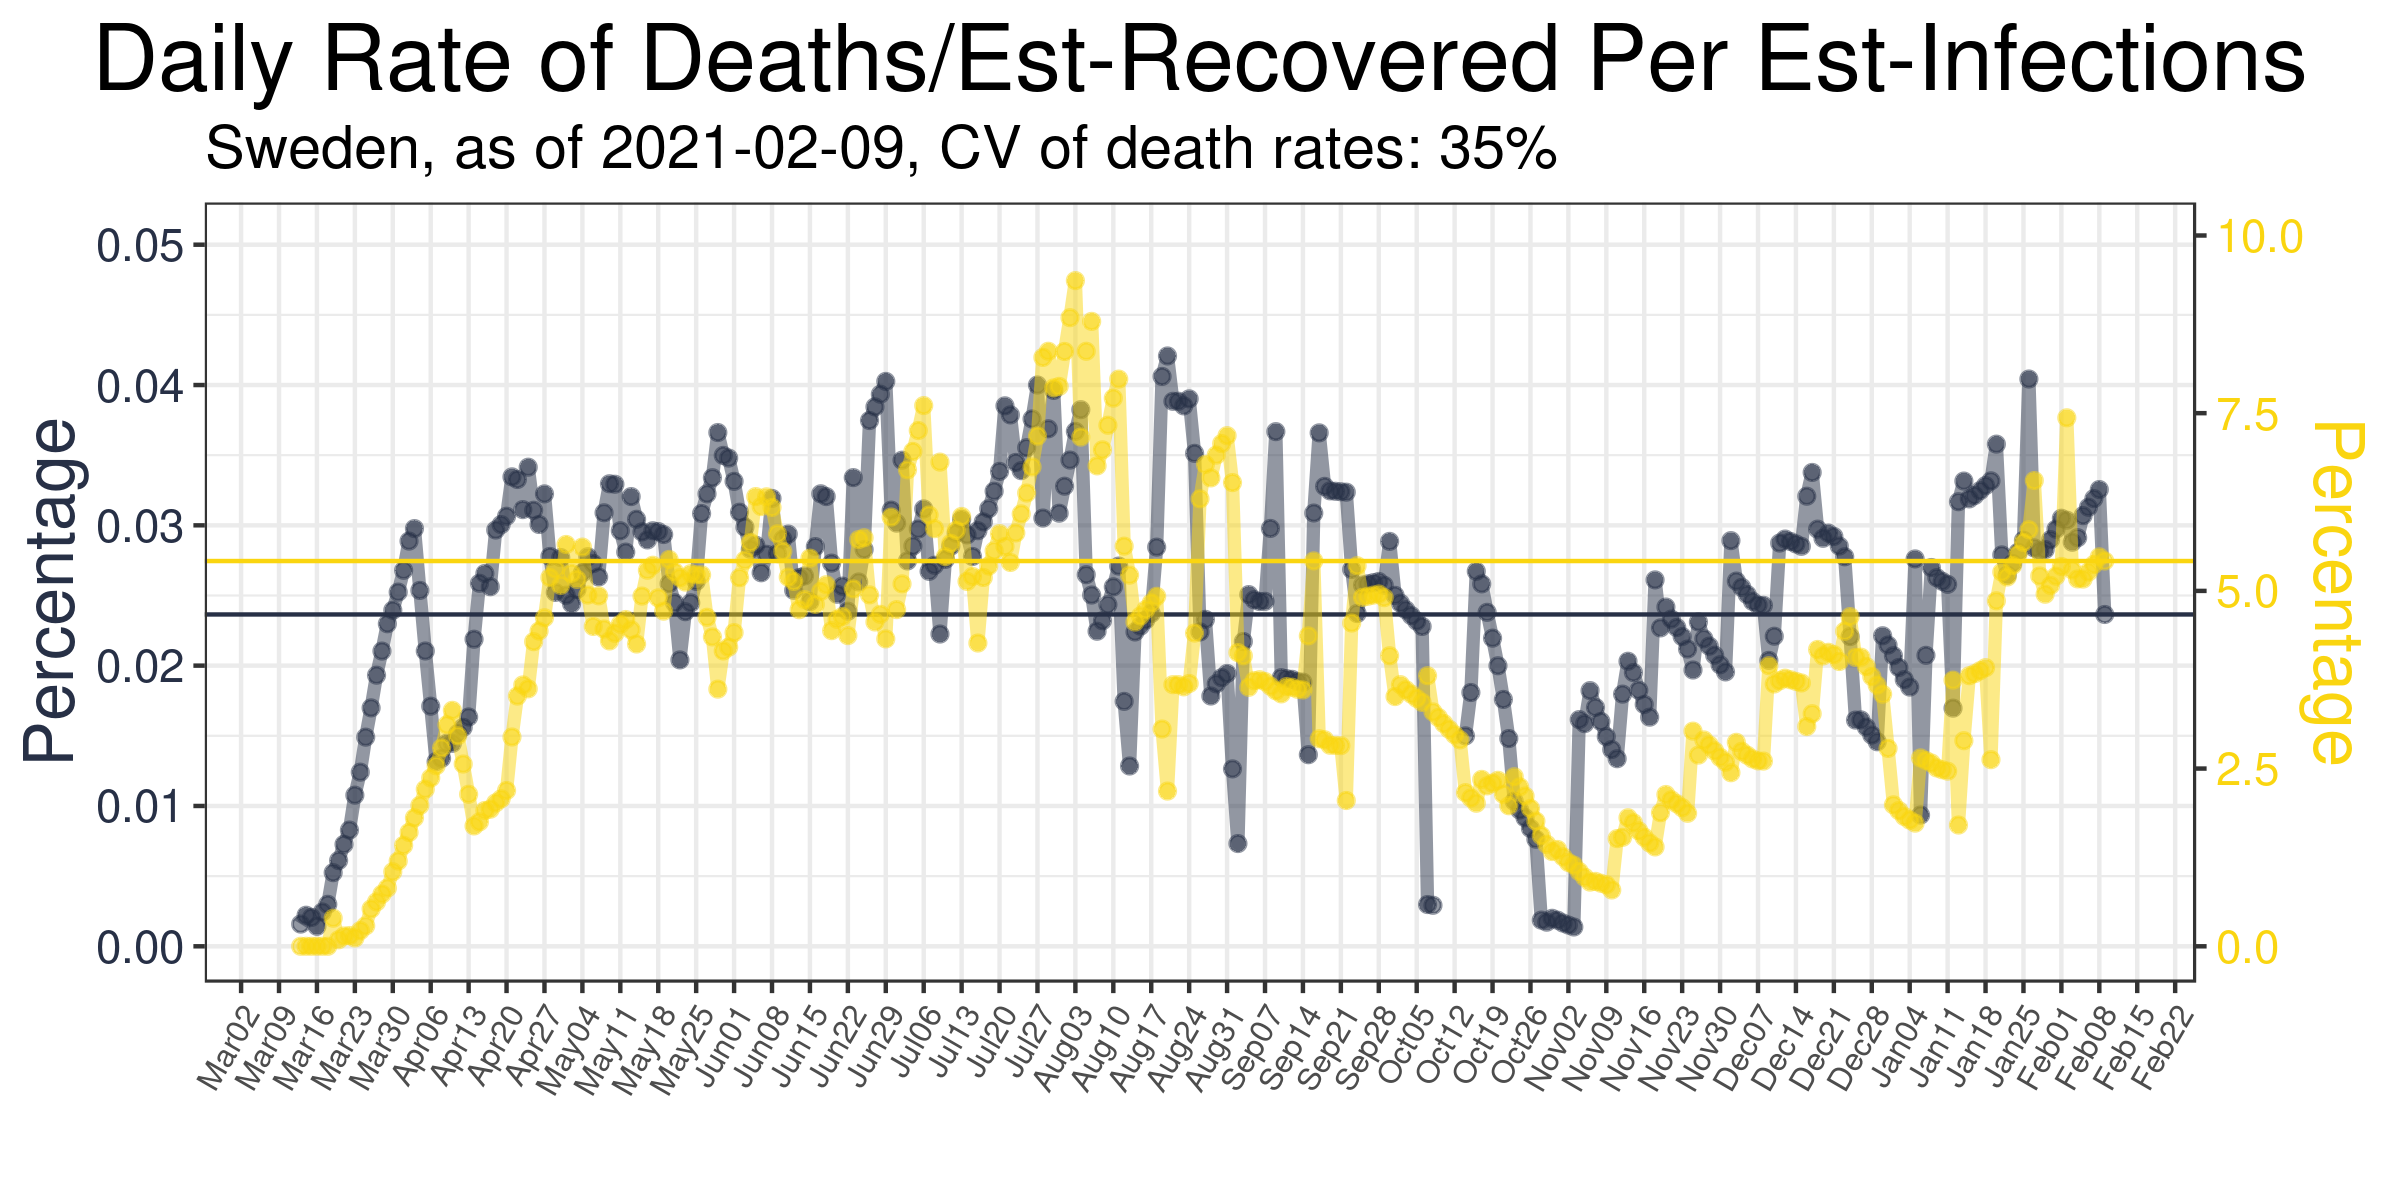 Daily Rate of Deaths/Est-Recovered Per Est-Infections
Sweden, as of 2021-02-09, CV of death rates: 35%
Percentage
0.05
0.04
0.03
0.02
0.01
0.00
10.0
7.5
5.0
2.5
0.0
Percentage
Mar02
Mar09
Mar16
Mar23
Mar30
Apr06
Apr13
Apr20
Apr27
May04
May11
May18
May25
Jun01
Jun08
Jun15
Jun22
Jun29
Jul06
Jul13
Jul20
Jul27
Aug03
Aug10
Aug17
Aug24
Aug31
Sep07
Sep14
Sep21
Sep28
Oct05
Oct12
Oct19
Oct26
Nov02
Nov09
Nov16
Nov23
Nov30
Dec07
Dec14
Dec21
Dec28
Jan04
Jan11
Jan18
Jan25
Feb01
Feb08
Feb15
Feb22